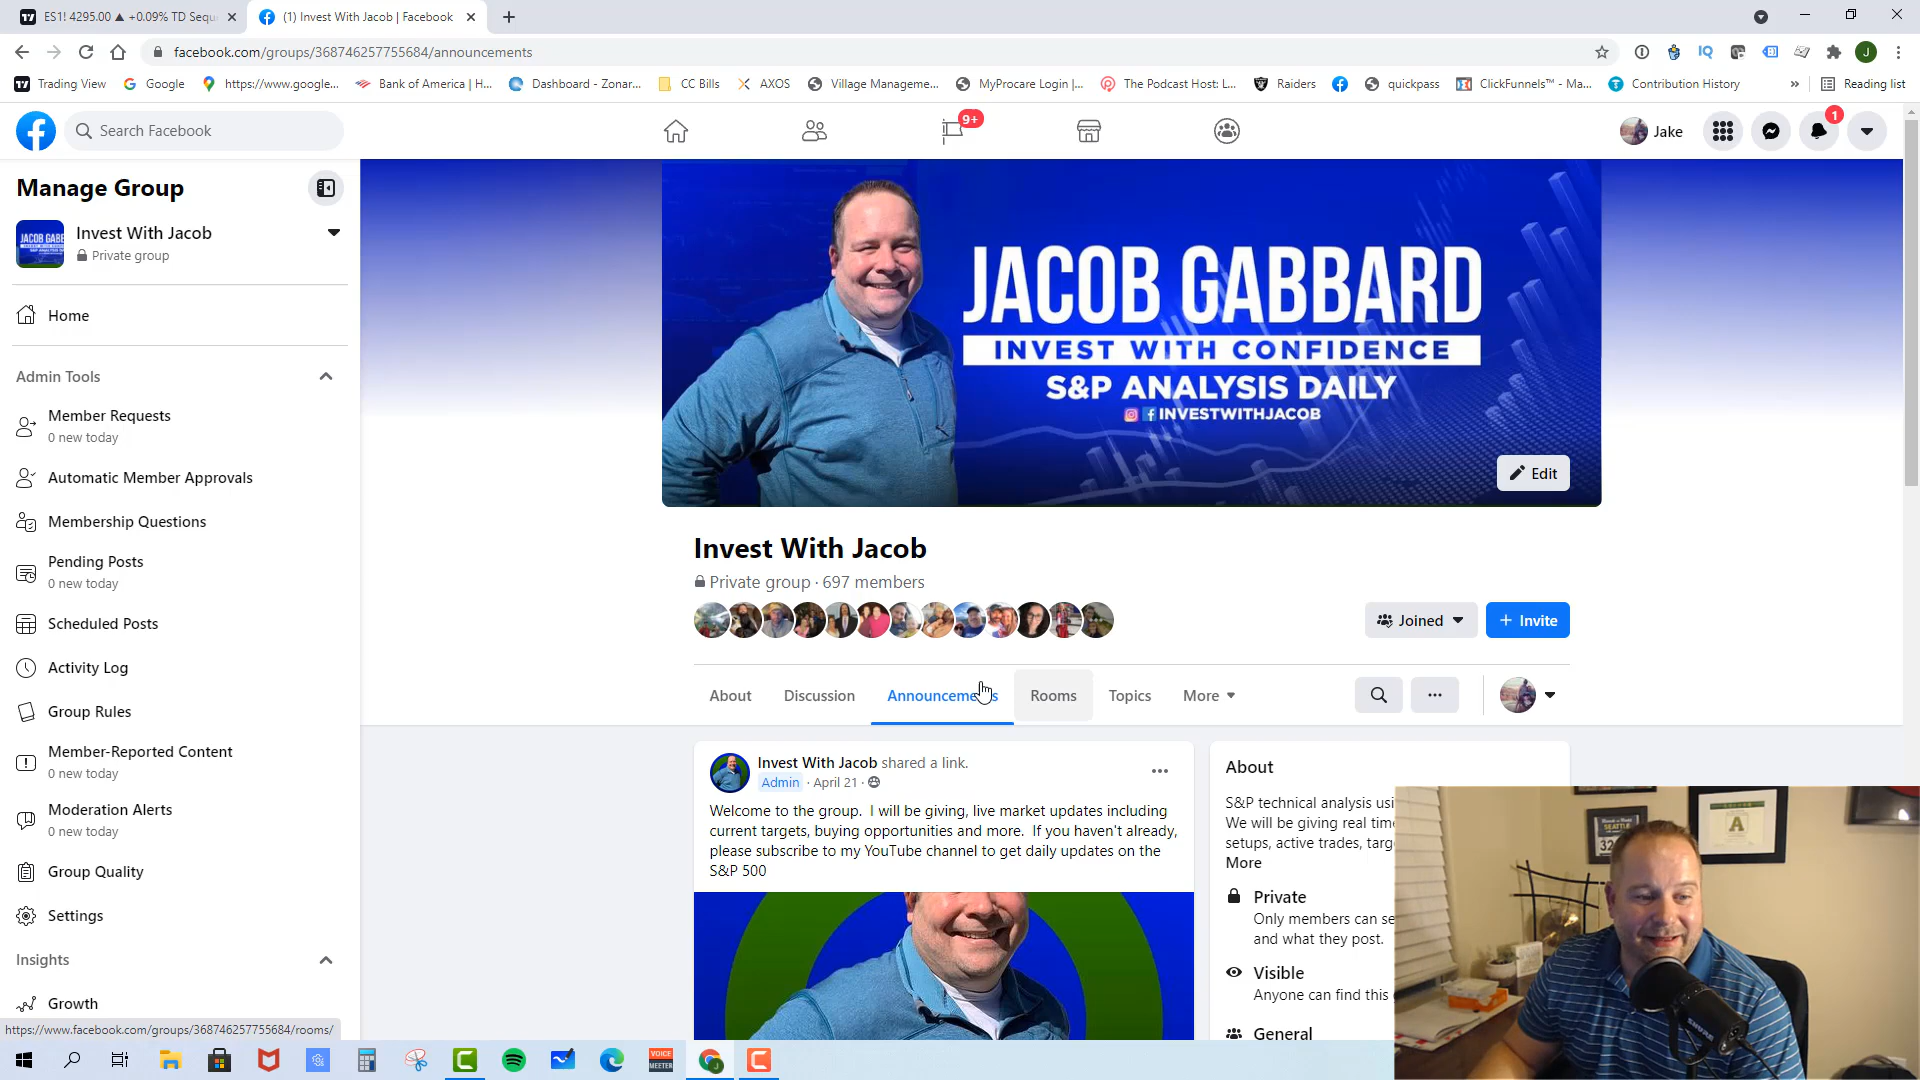 ES1! 4295.00 ▲ +0.09% TD Sequ
(1) Invest With Jacob | Facebook
facebook.com/groups/368746257755684/announcements
J
Trading View
Google
https://www.google...
Bank of America | H...
Dashboard - Zonar...
CC Bills
AXOS
Village Manageme...
MyProcare Login |...
The Podcast Host: L...
Raiders
quickpass
ClickFunnels™ - Ma...
Contribution History
»
Reading list
Search Facebook
9+
Jake
1
Manage Group
Invest With Jacob
Private group
Home
Admin Tools
Member Requests
0 new today
Automatic Member Approvals
Membership Questions
Pending Posts
0 new today
Scheduled Posts
Activity Log
Group Rules
Member-Reported Content
0 new today
Moderation Alerts
0 new today
Group Quality
Settings
Insights
Growth
https://www.facebook.com/groups/368746257755684/rooms/
JACOB GABBARD
INVEST WITH CONFIDENCE
S&P ANALYSIS DAILY
INVESTWITHJACOB
Edit
Invest With Jacob
Private group · 697 members
Joined
+ Invite
About
Discussion
Announcements
Rooms
Topics
More
Invest With Jacob shared a link.
Admin · April 21 ·
Welcome to the group. I will be giving, live market updates including
current targets, buying opportunities and more. If you haven't already,
please subscribe to my YouTube channel to get daily updates on the
S&P 500
About
S&P technical analysis usi
We will be giving real time
setups, active trades, targ
More
Private
Only members can se
and what they post.
Visible
Anyone can find this
General
SEATTLE
A
VOICE
MEETER